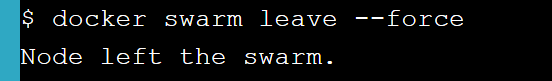 $ docker swarm leave --force
Node left the swarm.